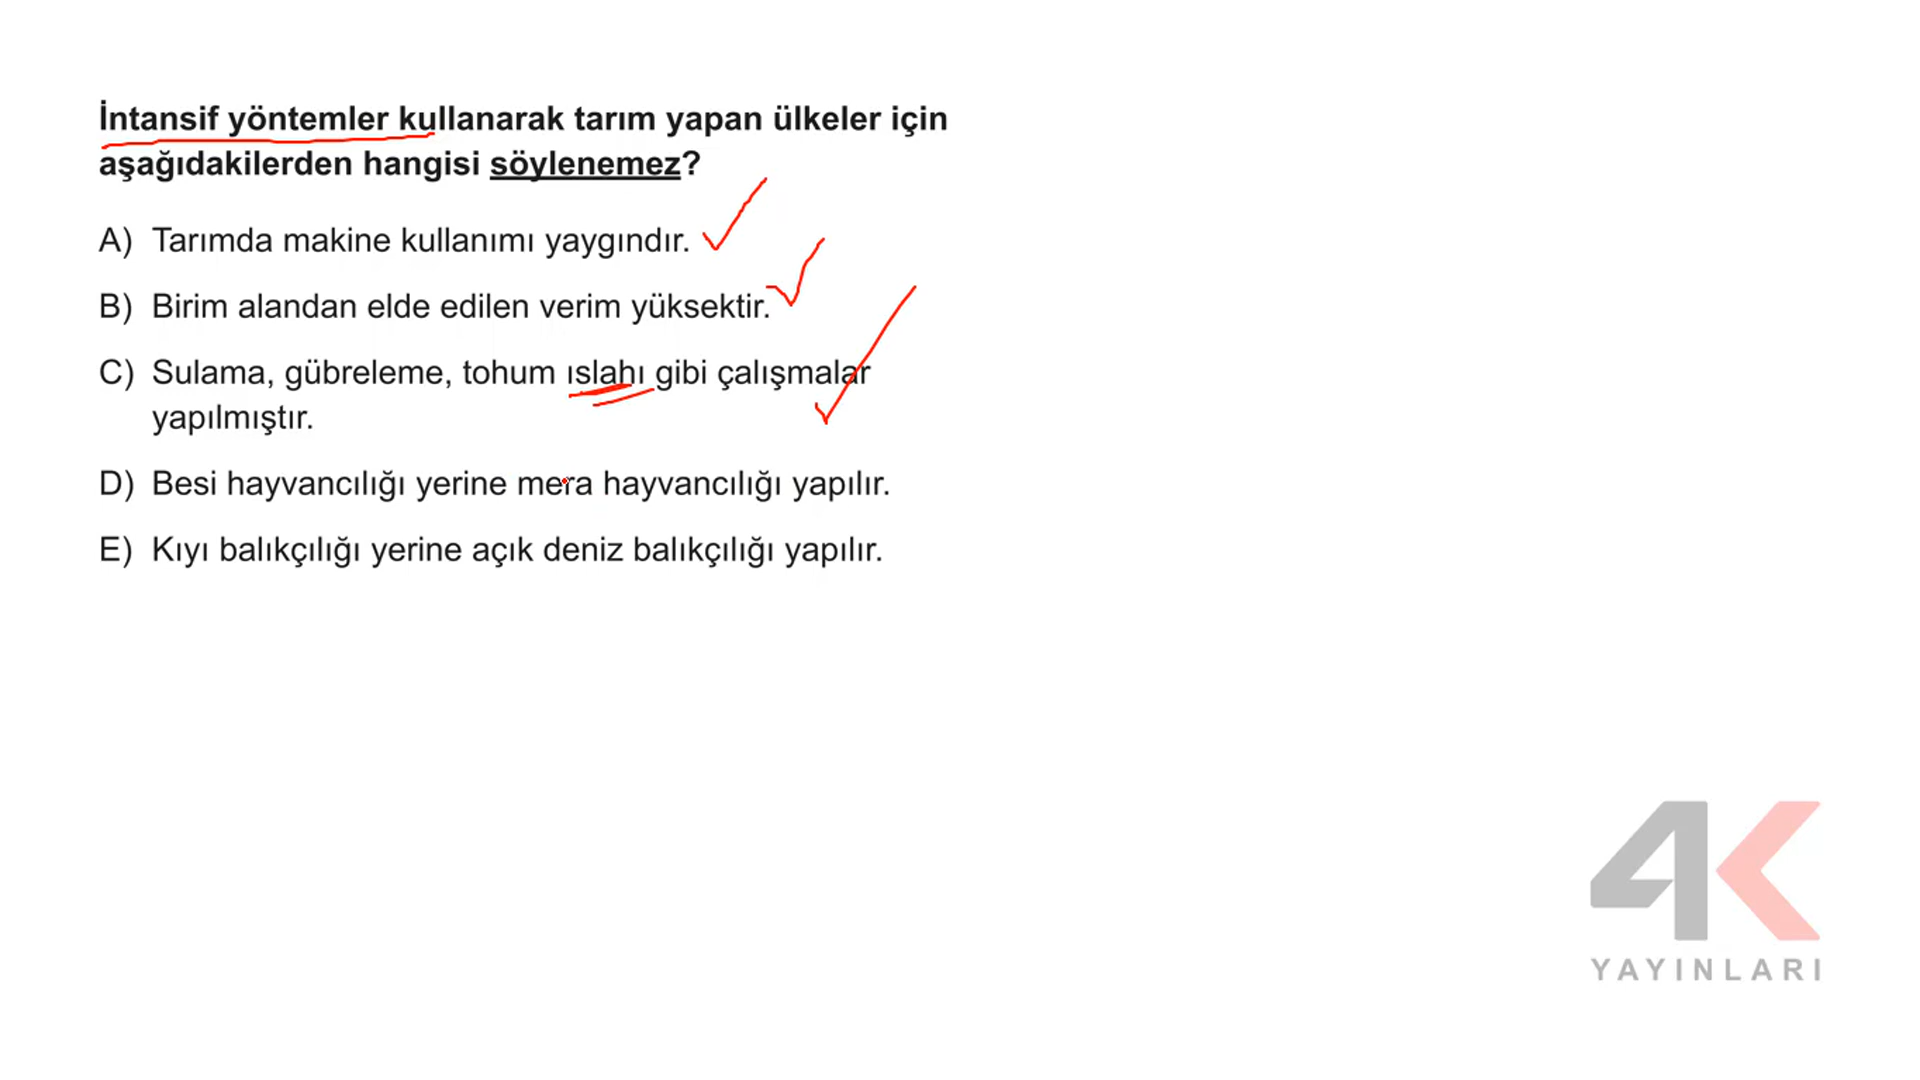 İntansif yöntemler kullanarak tarım yapan ülkeler için
aşağıdakilerden hangisi söylenemez?
A) Tarımda makine kullanımı yaygındır.
B) Birim alandan elde edilen verim yüksektir.
C) Sulama, gübreleme, tohum ıslahı gibi çalışmalar
yapılmıştır.
D) Besi hayvancılığı yerine mera hayvancılığı yapılır.
E) Kıyı balıkçılığı yerine açık deniz balıkçılığı yapılır.
4K
YAYINLARI